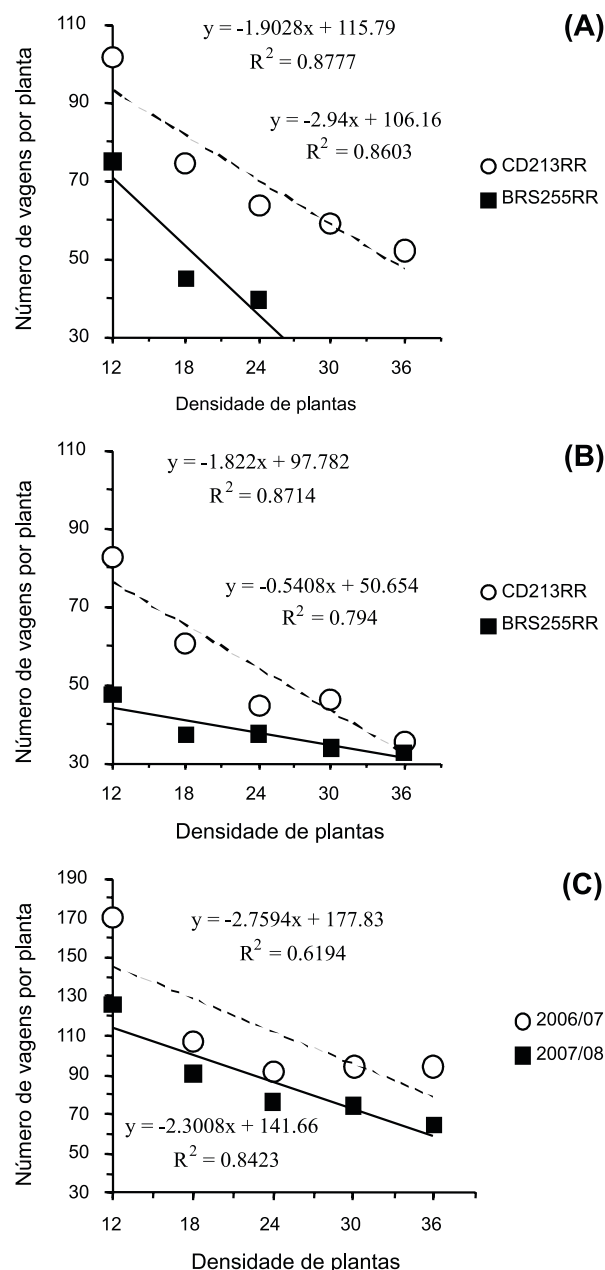 (A)
y = -1.9028x + 115.79
R² = 0.8777
y = -2.94x + 106.16
R² = 0.8603
CD213RR
BRS255RR
Número de vagens por planta
110
90
70
50
30
12 18 24 30 36
Densidade de plantas
(B)
y = -1.822x + 97.782
R² = 0.8714
y = -0.5408x + 50.654
R² = 0.794
CD213RR
BRS255RR
Número de vagens por planta
110
90
70
50
30
12 18 24 30 36
Densidade de plantas
(C)
y = -2.7594x + 177.83
R² = 0.6194
2006/07
2007/08
y = -2.3008x + 141.66
R² = 0.8423
Número de vagens por planta
190
170
150
130
110
90
70
50
30
12 18 24 30 36
Densidade de plantas